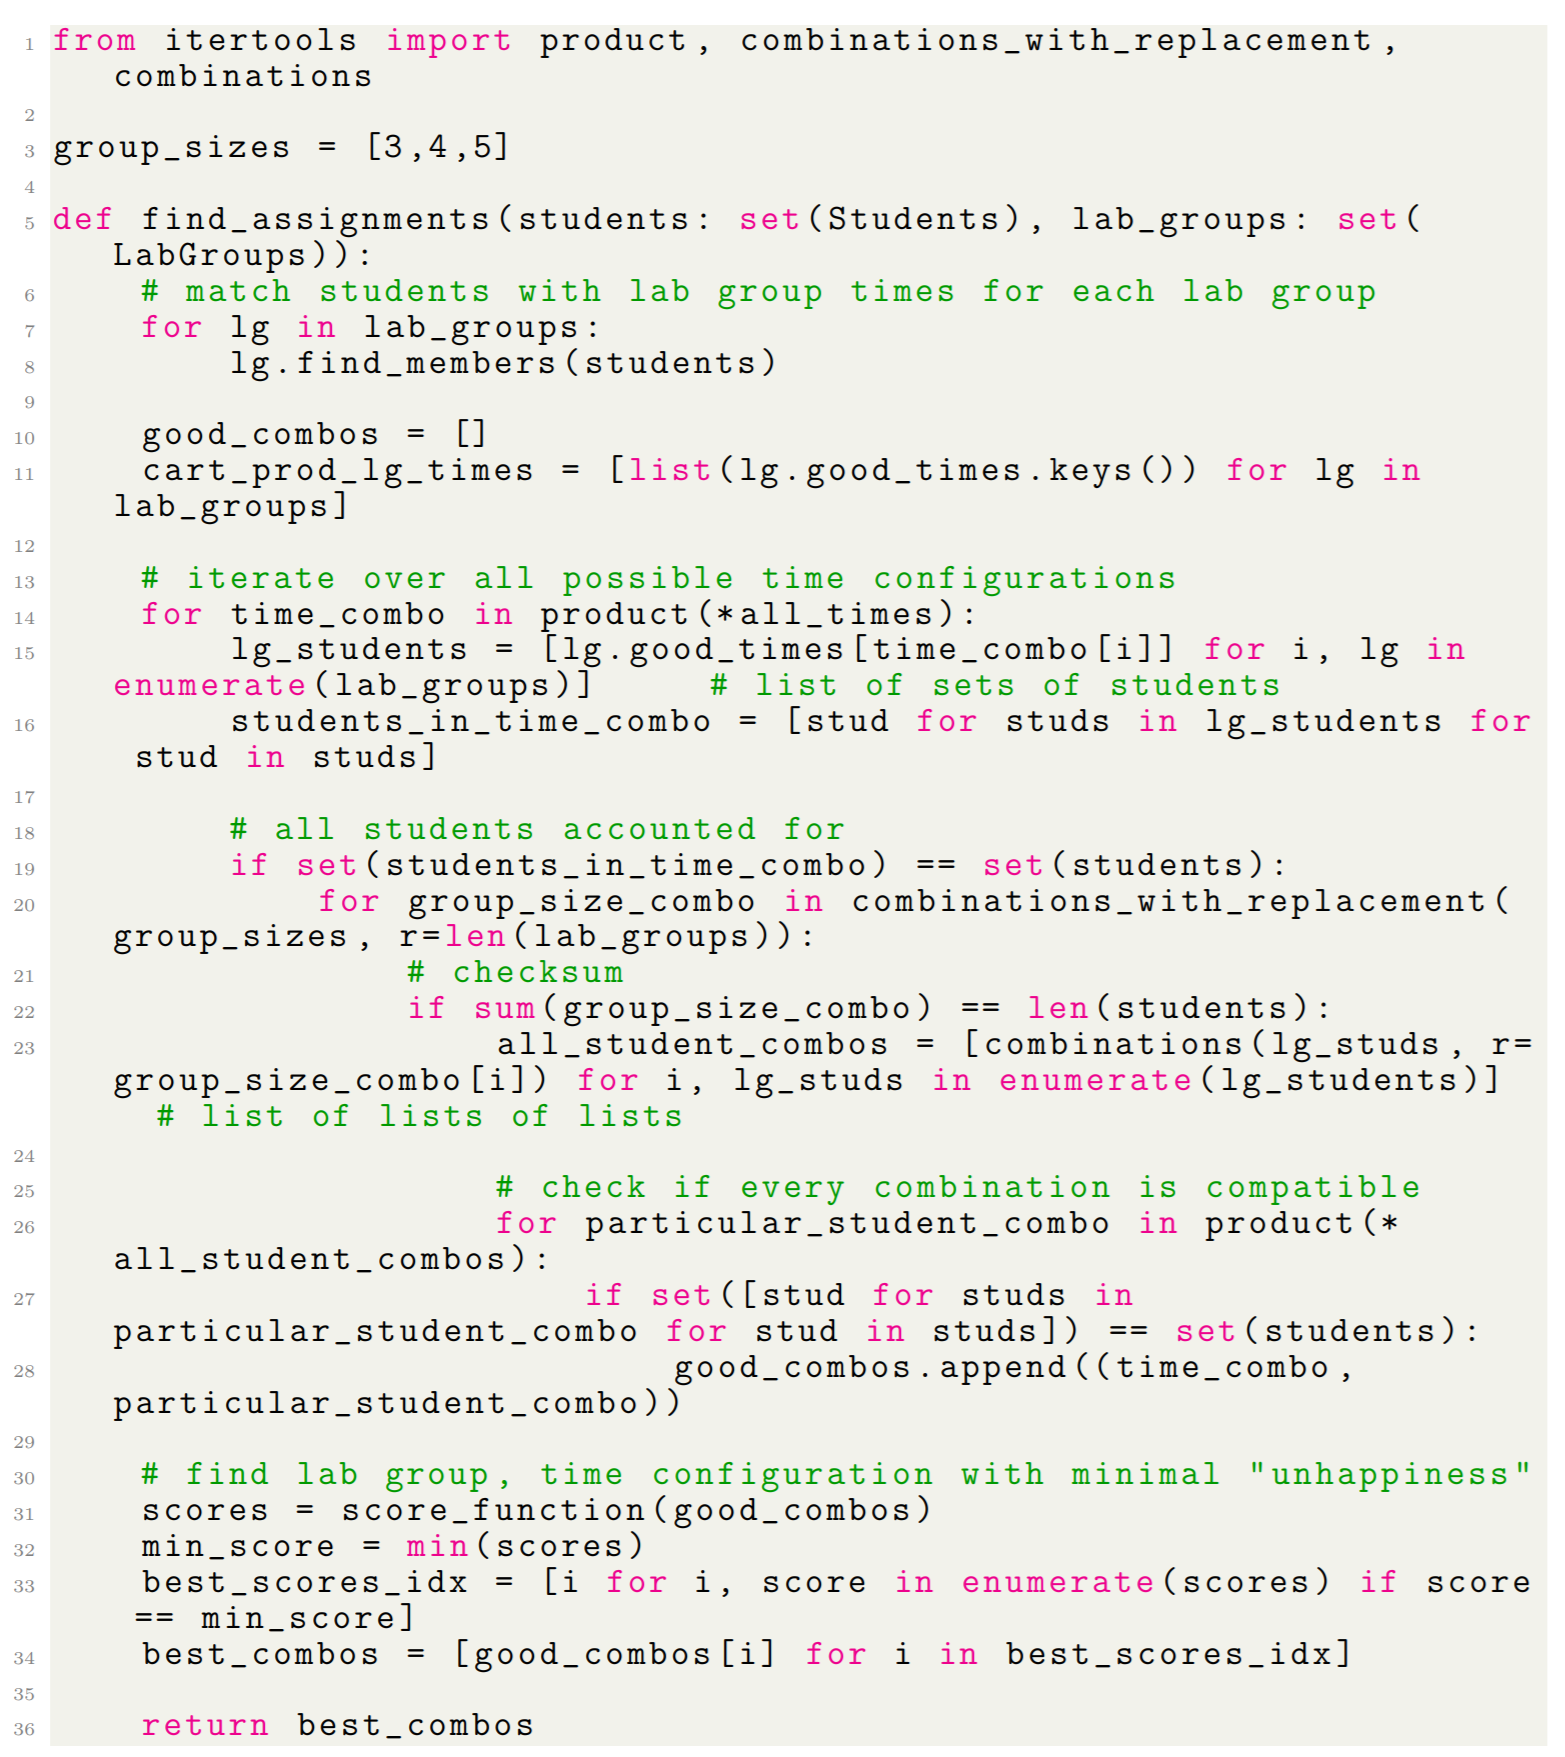 1 from itertools import product, combinations_with_replacement,
combinations
2
3 group_sizes = [3,4,5]
4
5 def find_assignments(students: set(Students), lab_groups: set(
LabGroups)):
6 # match students with lab group times for each lab group
7 for lg in lab_groups:
8 lg.find_members(students)
9
10 good_combos = []
11 cart_prod_lg_times = [list(lg.good_times.keys()) for lg in
lab_groups]
12
13 # iterate over all possible time configurations
14 for time_combo in product(*all_times):
15 lg_students = [lg.good_times[time_combo[i]] for i, lg in
enumerate(lab_groups)] # list of sets of students
16 students_in_time_combo = [stud for studs in lg_students for
stud in studs]
17
18 # all students accounted for
19 if set(students_in_time_combo) == set(students):
20 for group_size_combo in combinations_with_replacement(
group_sizes, r=len(lab_groups)):
21 # checksum
22 if sum(group_size_combo) == len(students):
23 all_student_combos = [combinations(lg_studs, r=
group_size_combo[i]) for i, lg_studs in enumerate(lg_students)]
# list of lists of lists
24
25 # check if every combination is compatible
26 for particular_student_combo in product(*
all_student_combos):
27 if set([stud for studs in
particular_student_combo for stud in studs]) == set(students):
28 good_combos.append((time_combo,
particular_student_combo))
29
30 # find lab group, time configuration with minimal "unhappiness"
31 scores = score_function(good_combos)
32 min_score = min(scores)
33 best_scores_idx = [i for i, score in enumerate(scores) if score
== min_score]
34 best_combos = [good_combos[i] for i in best_scores_idx]
35
36 return best_combos